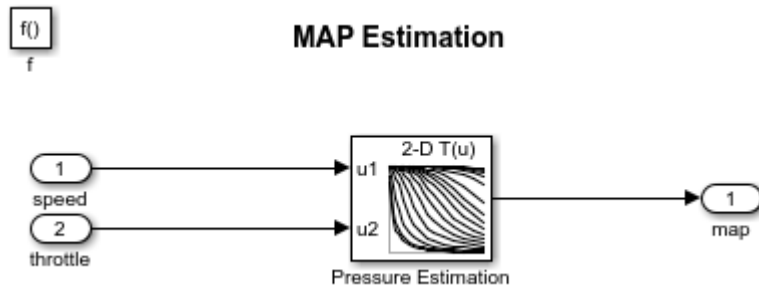 f()
f
MAP Estimation
1
speed
2
throttle
2-D T(u)
u1
u2
Pressure Estimation
1
map